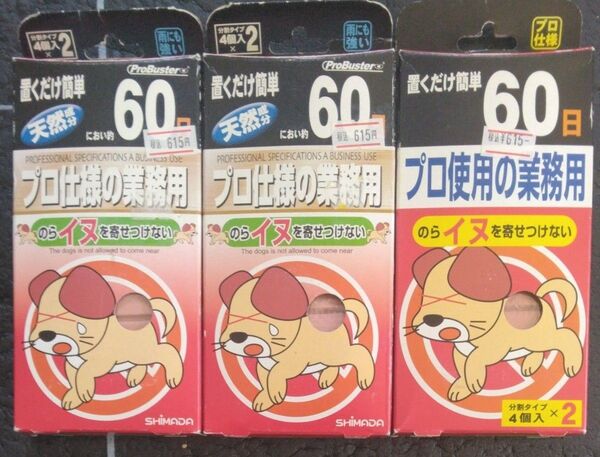 分割タイプ
4個入×2
雨にも
強い
ProBuster
置くだけ簡単
天然成分
におい約
60日
税込 615円
PROFESSIONAL SPECIFICATIONS A BUSINESS USE
プロ仕様の業務用
のらイヌを寄せつけない
The dogs is not allowed to come near
SHIMADA
分割タイプ
4個入×2
雨にも
強い
ProBuster
置くだけ簡単
天然成分
におい約
60日
税込 615円
PROFESSIONAL SPECIFICATIONS A BUSINESS USE
プロ仕様の業務用
のらイヌを寄せつけない
The dogs is not allowed to come near
SHIMADA
プロ
仕様
置くだけ簡単
60日
税込¥615-
プロ使用の業務用
のらイヌを寄せつけない
分割タイプ
4個入×2